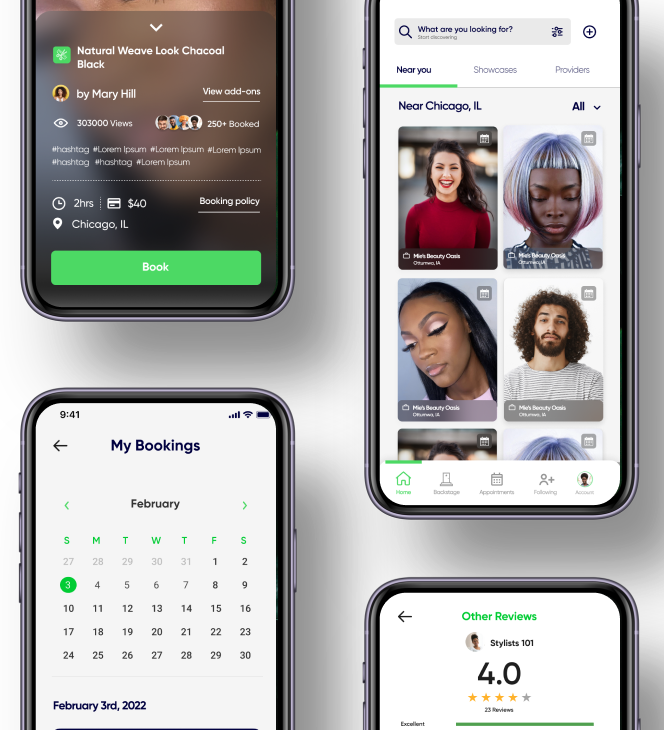 Natural Weave Look Chacoal
Black
by Mary Hill
View add-ons
303000 Views
250+ Booked
#hashtag #Lorem Ipsum #Lorem Ipsum #Lorem Ipsum
#hashtag #hashtag #Lorem Ipsum
2hrs
$40
Booking policy
Chicago, IL
Book
9:41
My Bookings
February
S M T W T F S
27 28 29 30 31 1 2
3 4 5 6 7 8 9
10 11 12 13 14 15 16
17 18 19 20 21 22 23
24 25 26 27 28 29 30
February 3rd, 2022
What are you looking for?
Start discovering
Near you
Showcases
Providers
Near Chicago, IL
All
Mie's Beauty Oasis
Ottumwa, IA
Mie's Beauty Oasis
Ottumwa, IA
Mie's Beauty Oasis
Ottumwa, IA
Mie's Beauty Oasis
Ottumwa, IA
Home
Backstage
Appointments
Following
Account
Other Reviews
Stylists 101
4.0
23 Reviews
Excellent